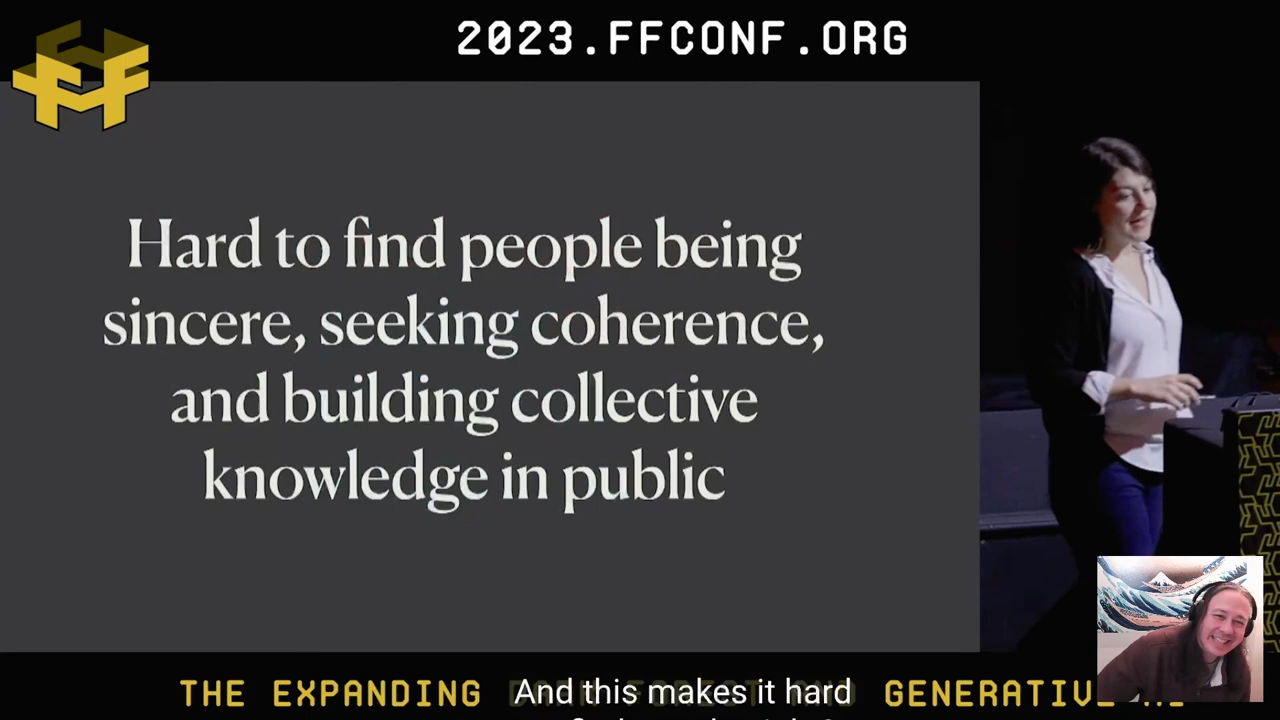 2023.FFCONF.ORG
Hard to find people being
sincere, seeking coherence,
and building collective
knowledge in public
THE EXPANDING And this makes it hard GENERATIV